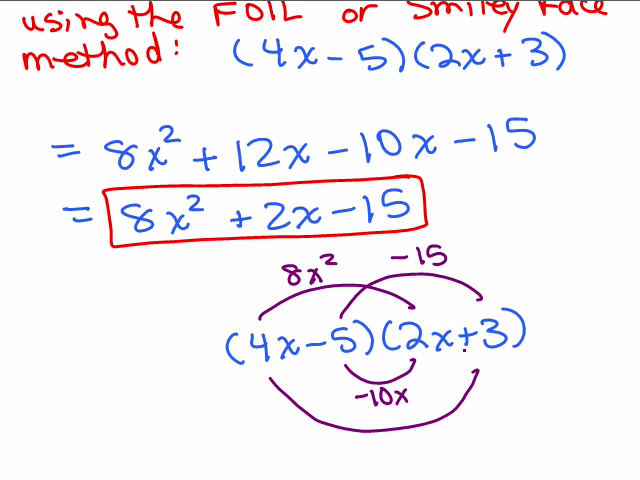 using the FOIL or Smiley Face
method: (4x - 5)(2x + 3)
= 8x² + 12x - 10x - 15
= 8x² + 2x - 15
8x² -15
(4x - 5)(2x + 3)
-10x